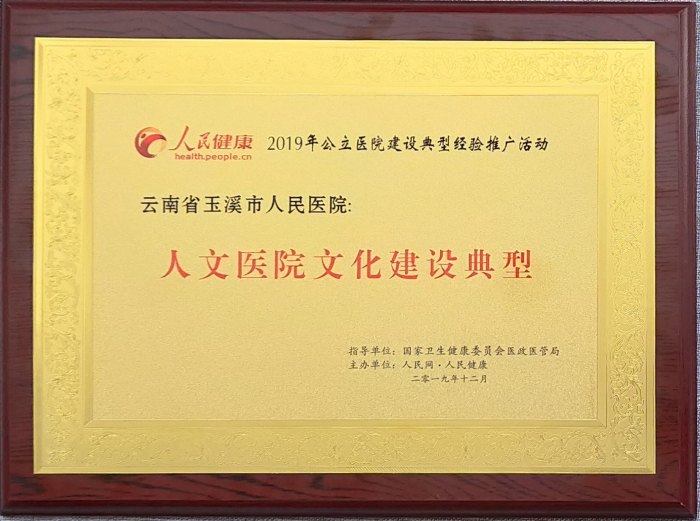 人民健康 2019年公立医院建设典型经验推广活动
health.people.cn
云南省玉溪市人民医院:
人文医院文化建设典型
指导单位：国家卫生健康委员会医政医管局
主办单位：人民网·人民健康
二零一九年十二月